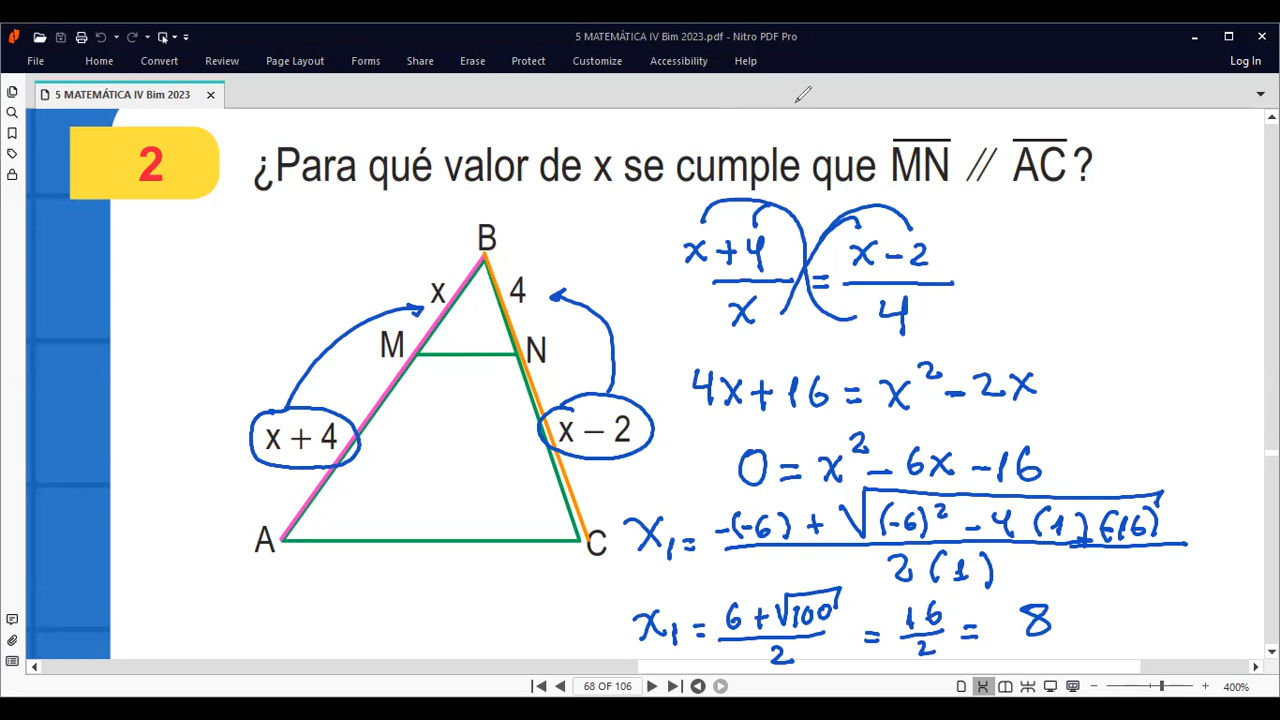 5 MATEMÁTICA IV Bim 2023.pdf - Nitro PDF Pro
File Home Convert Review Page Layout Forms Share Erase Protect Customize Accessibility Help Log In
5 MATEMÁTICA IV Bim 2023
2 ¿Para qué valor de x se cumple que MN // AC?
B
x 4
M N
x + 4 x – 2
A C
x+4 / x = x-2 / 4
4x+16 = x² - 2x
0 = x² - 6x - 16
x₁ = -(-6) + √(-6)² - 4(1)(-16) / 2(1)
x₁ = 6+√100 / 2 = 16/2 = 8
68 OF 106
400%